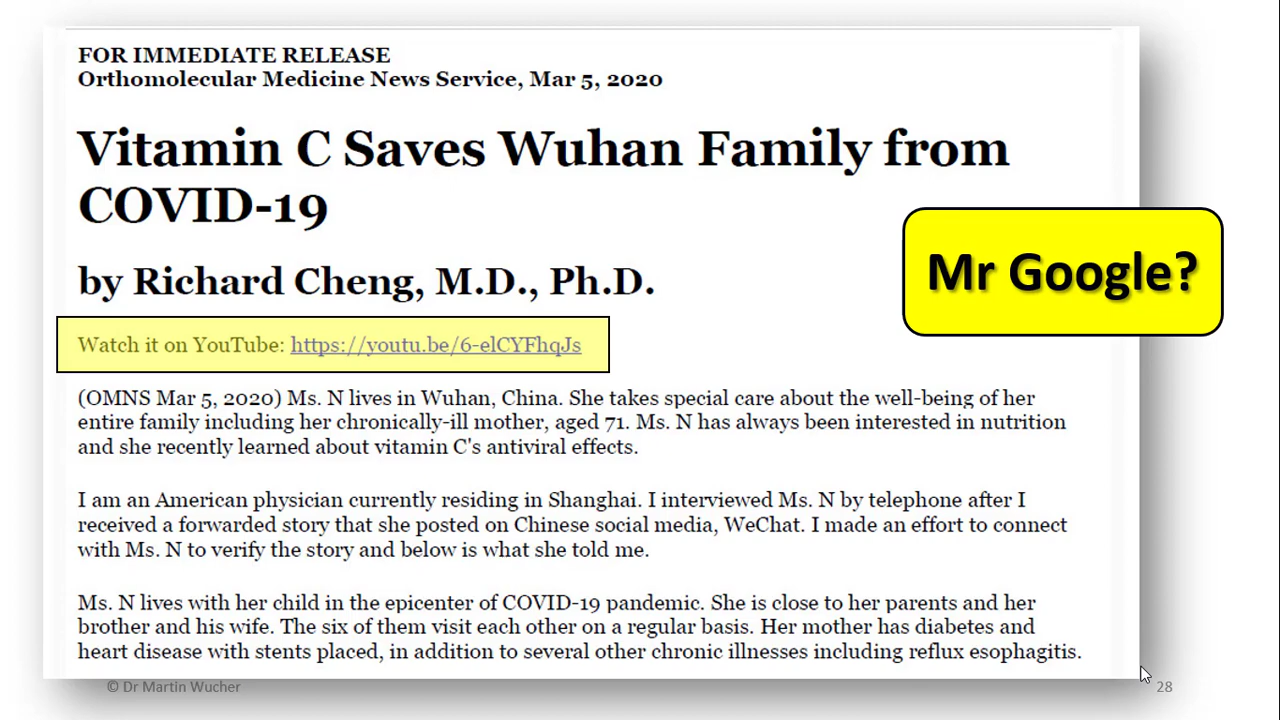 FOR IMMEDIATE RELEASE
Orthomolecular Medicine News Service, Mar 5, 2020
Vitamin C Saves Wuhan Family from
COVID-19
by Richard Cheng, M.D., Ph.D.
Mr Google?
Watch it on YouTube: https://youtu.be/6-elCYFhqJs
(OMNS Mar 5, 2020) Ms. N lives in Wuhan, China. She takes special care about the well-being of her
entire family including her chronically-ill mother, aged 71. Ms. N has always been interested in nutrition
and she recently learned about vitamin C's antiviral effects.
I am an American physician currently residing in Shanghai. I interviewed Ms. N by telephone after I
received a forwarded story that she posted on Chinese social media, WeChat. I made an effort to connect
with Ms. N to verify the story and below is what she told me.
Ms. N lives with her child in the epicenter of COVID-19 pandemic. She is close to her parents and her
brother and his wife. The six of them visit each other on a regular basis. Her mother has diabetes and
heart disease with stents placed, in addition to several other chronic illnesses including reflux esophagitis.
© Dr Martin Wucher
28